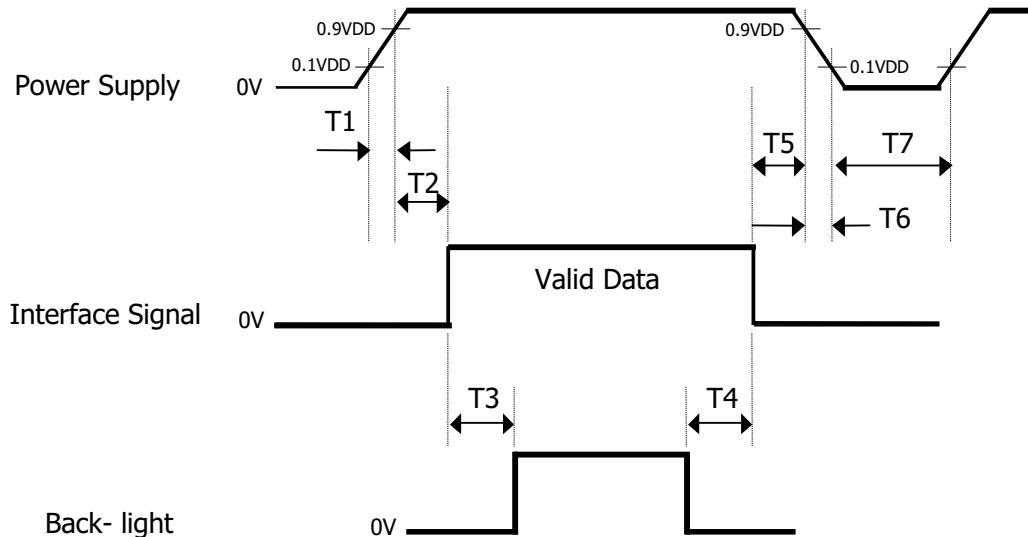 0.9VDD
0.9VDD
0.1VDD
0.1VDD
Power Supply
0V
T1
T5
T7
T2
T6
Valid Data
Interface Signal
0V
T3
T4
Back- light
0V